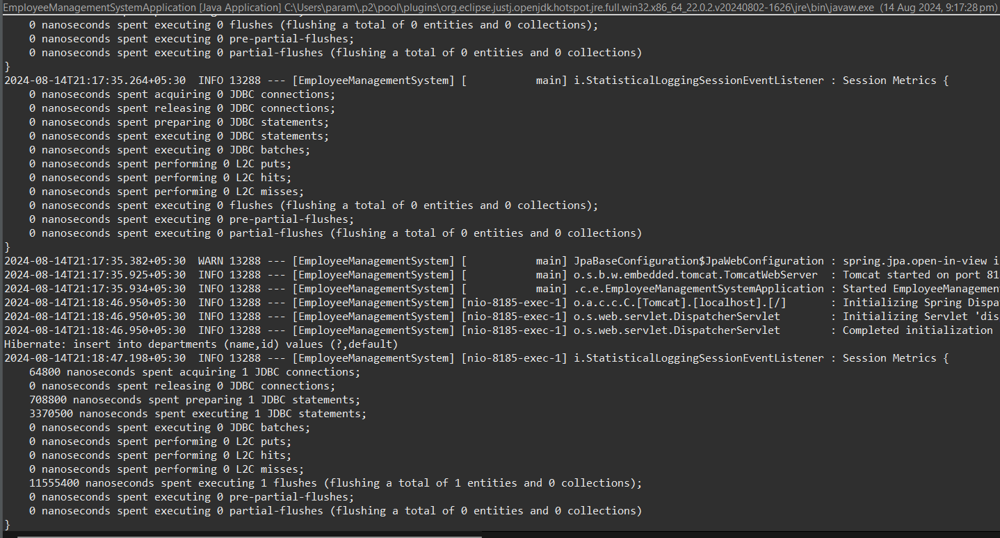 EmployeeManagementSystemApplication [Java Application] C:\Users\param\.p2\pool\plugins\org.eclipse.justj.openjdk.hotspot.jre.full.win32.x86_64_22.0.2.v20240802-1626\jre\bin\javaw.exe (14 Aug 2024, 9:17:28 pm)
0 nanoseconds spent executing 0 flushes (flushing a total of 0 entities and 0 collections);
0 nanoseconds spent executing 0 pre-partial-flushes;
0 nanoseconds spent executing 0 partial-flushes (flushing a total of 0 entities and 0 collections)
}
2024-08-14T21:17:35.264+05:30  INFO 13288 --- [EmployeeManagementSystem] [           main] i.StatisticalLoggingSessionEventListener : Session Metrics {
0 nanoseconds spent acquiring 0 JDBC connections;
0 nanoseconds spent releasing 0 JDBC connections;
0 nanoseconds spent preparing 0 JDBC statements;
0 nanoseconds spent executing 0 JDBC statements;
0 nanoseconds spent executing 0 JDBC batches;
0 nanoseconds spent performing 0 L2C puts;
0 nanoseconds spent performing 0 L2C hits;
0 nanoseconds spent performing 0 L2C misses;
0 nanoseconds spent executing 0 flushes (flushing a total of 0 entities and 0 collections);
0 nanoseconds spent executing 0 pre-partial-flushes;
0 nanoseconds spent executing 0 partial-flushes (flushing a total of 0 entities and 0 collections)
}
2024-08-14T21:17:35.382+05:30  WARN 13288 --- [EmployeeManagementSystem] [           main] JpaBaseConfiguration$JpaWebConfiguration : spring.jpa.open-in-view i
2024-08-14T21:17:35.925+05:30  INFO 13288 --- [EmployeeManagementSystem] [           main] o.s.b.w.embedded.tomcat.TomcatWebServer  : Tomcat started on port 81
2024-08-14T21:17:35.934+05:30  INFO 13288 --- [EmployeeManagementSystem] [           main] .c.e.EmployeeManagementSystemApplication : Started EmployeeManagemen
2024-08-14T21:18:46.950+05:30  INFO 13288 --- [EmployeeManagementSystem] [nio-8185-exec-1] o.a.c.c.C.[Tomcat].[localhost].[/]       : Initializing Spring Dispa
2024-08-14T21:18:46.950+05:30  INFO 13288 --- [EmployeeManagementSystem] [nio-8185-exec-1] o.s.web.servlet.DispatcherServlet        : Initializing Servlet 'dis
2024-08-14T21:18:46.950+05:30  INFO 13288 --- [EmployeeManagementSystem] [nio-8185-exec-1] o.s.web.servlet.DispatcherServlet        : Completed initialization
Hibernate: insert into departments (name,id) values (?,default)
2024-08-14T21:18:47.198+05:30  INFO 13288 --- [EmployeeManagementSystem] [nio-8185-exec-1] i.StatisticalLoggingSessionEventListener : Session Metrics {
64800 nanoseconds spent acquiring 1 JDBC connections;
0 nanoseconds spent releasing 0 JDBC connections;
708800 nanoseconds spent preparing 1 JDBC statements;
3370500 nanoseconds spent executing 1 JDBC statements;
0 nanoseconds spent executing 0 JDBC batches;
0 nanoseconds spent performing 0 L2C puts;
0 nanoseconds spent performing 0 L2C hits;
0 nanoseconds spent performing 0 L2C misses;
11555400 nanoseconds spent executing 1 flushes (flushing a total of 1 entities and 0 collections);
0 nanoseconds spent executing 0 pre-partial-flushes;
0 nanoseconds spent executing 0 partial-flushes (flushing a total of 0 entities and 0 collections)
}